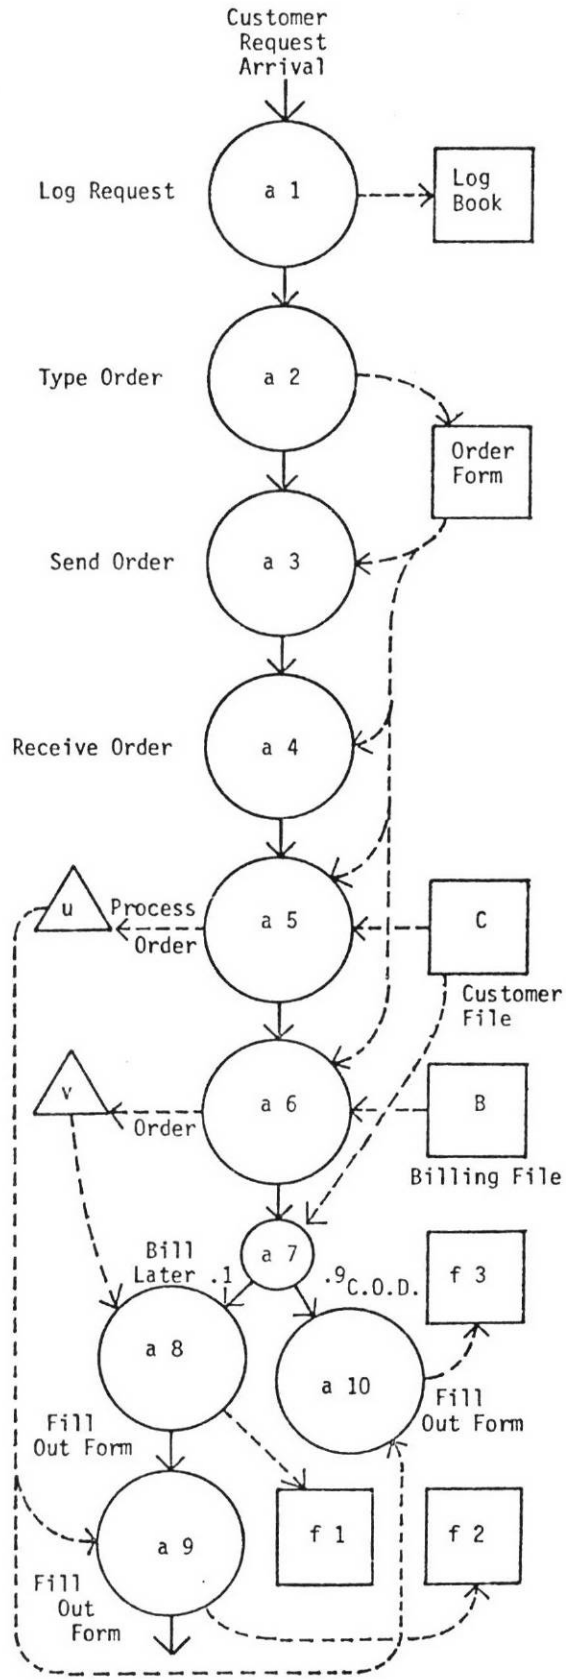 Customer
Request
Arrival
Log Request
a 1
Log
Book
Type Order
a 2
Order
Form
Send Order
a 3
Receive Order
a 4
u
Process
Order
a 5
C
Customer
File
v
Order
a 6
B
Billing File
a 7
Bill
Later .1
.9 C.O.D.
f 3
a 8
a 10
Fill
Out Form
Fill
Out Form
a 9
f 1
f 2
Fill
Out
Form